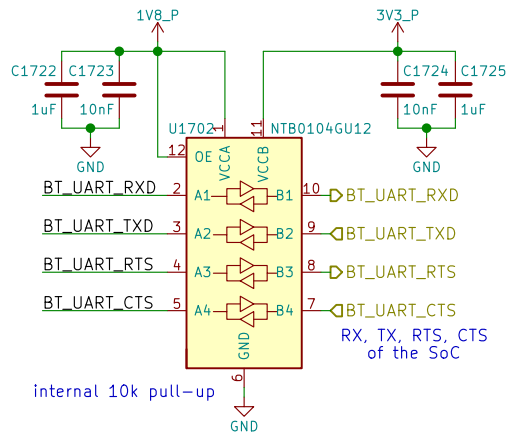 1V8_P
3V3_P
C1722
C1723
C1724
C1725
1uF
10nF
10nF
1uF
GND
GND
U1702
NTB0104GU12
1
11
VCCA
VCCB
12
OE
BT_UART_RXD
2
A1
B1
10
BT_UART_RXD
BT_UART_TXD
3
A2
B2
9
BT_UART_TXD
BT_UART_RTS
4
A3
B3
8
BT_UART_RTS
BT_UART_CTS
5
A4
B4
7
BT_UART_CTS
GND
RX, TX, RTS, CTS
of the SoC
6
internal 10k pull-up
GND